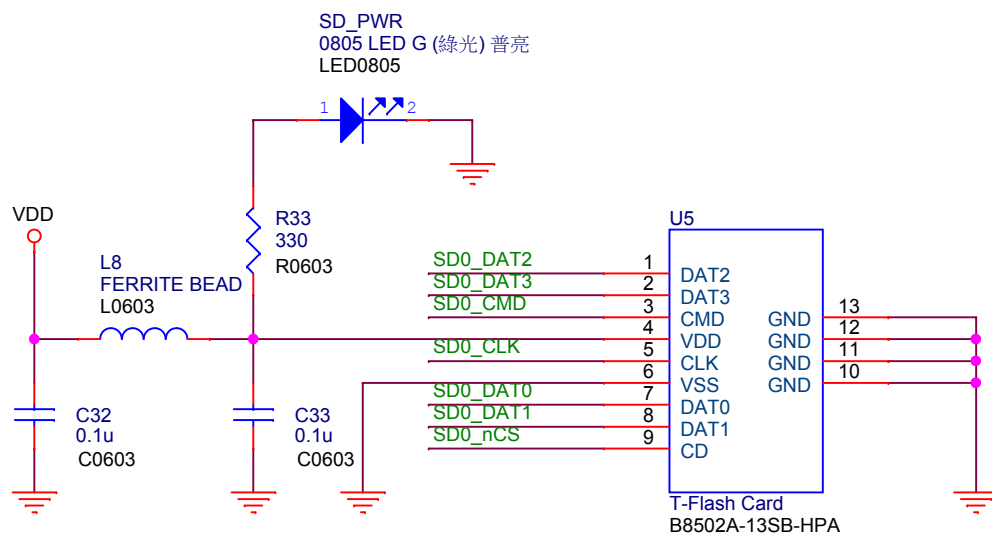 SD_PWR
0805 LED G (綠光) 普亮
LED0805
1
2
VDD
R33
330
R0603
L8
FERRITE BEAD
L0603
C32
0.1u
C0603
C33
0.1u
C0603
U5
SD0_DAT2 1 DAT2
SD0_DAT3 2 DAT3
SD0_CMD 3 CMD
4 VDD
SD0_CLK 5 CLK
6 VSS
SD0_DAT0 7 DAT0
SD0_DAT1 8 DAT1
SD0_nCS 9 CD
GND 13
GND 12
GND 11
GND 10
T-Flash Card
B8502A-13SB-HPA